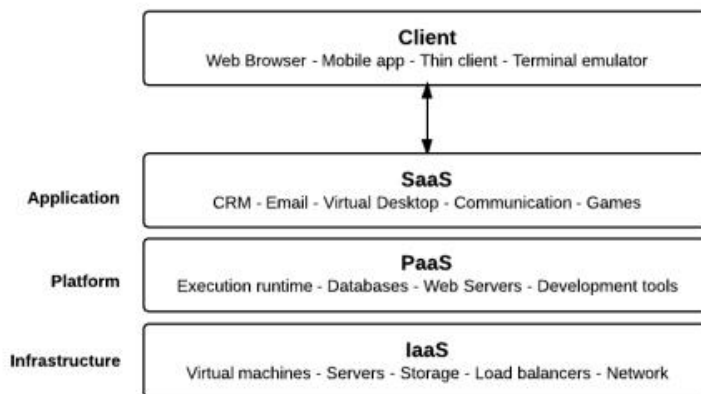 Client
Web Browser - Mobile app - Thin client - Terminal emulator
Application
SaaS
CRM - Email - Virtual Desktop - Communication - Games
Platform
PaaS
Execution runtime - Databases - Web Servers - Development tools
Infrastructure
IaaS
Virtual machines - Servers - Storage - Load balancers - Network